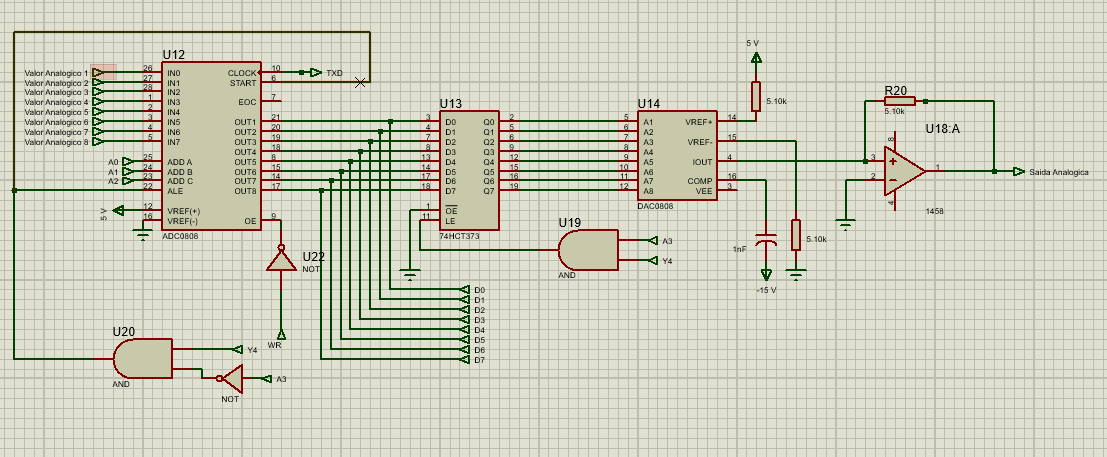 U12
Valor Analogico 1
Valor Analogico 2
Valor Analogico 3
Valor Analogico 4
Valor Analogico 5
Valor Analogico 6
Valor Analogico 7
Valor Analogico 8
26 IN0 CLOCK 10 TXD
27 IN1 START 6
28 IN2
1 IN3 EOC 7
2 IN4
3 IN5 OUT1 21
4 IN6 OUT2 20
5 IN7 OUT3 19
OUT4 18
A0 25 ADD A OUT5 8
A1 24 ADD B OUT6 15
A2 23 ADD C OUT7 14
22 ALE OUT8 17
5 V 12 VREF(+)
16 VREF(-) OE 9
ADC0808
U22
NOT
WR
U13
3 D0 Q0 2
4 D1 Q1 5
7 D2 Q2 6
8 D3 Q3 9
13 D4 Q4 12
14 D5 Q5 15
17 D6 Q6 16
18 D7 Q7 19
1 OE
11 LE
74HCT373
U14
5 A1 VREF+ 14
6 A2
7 A3 VREF- 15
8 A4
9 A5 IOUT 4
10 A6
11 A7 COMP 16
12 A8 VEE 3
DAC0808
5 V
5.10k
R20
5.10k
U18:A
8
3
2
1
4
1458
Saida Analogica
1nF
5.10k
-15 V
U19
AND
A3
Y4
D0
D1
D2
D3
D4
D5
D6
D7
U20
AND
Y4
A3
NOT